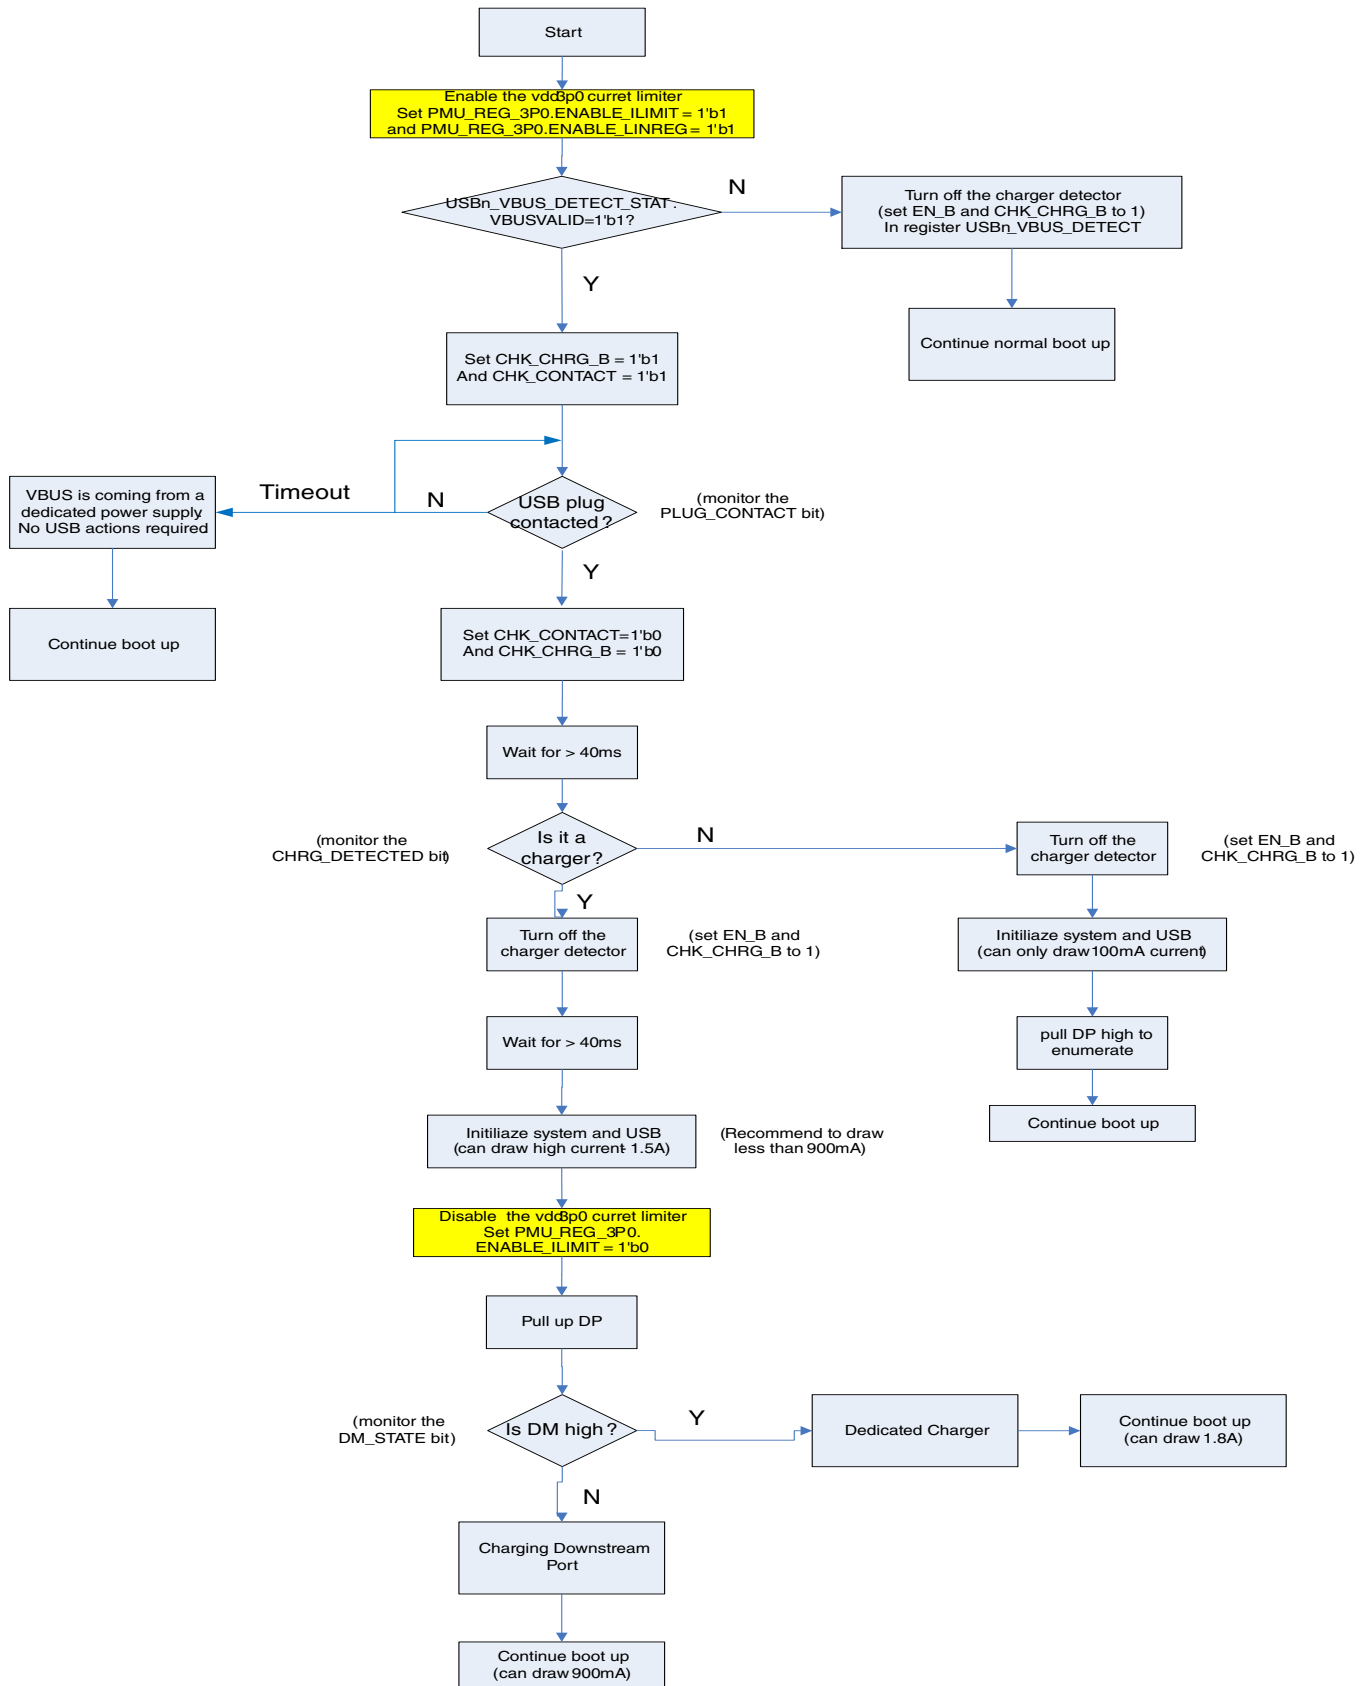 Start
Enable the vdd3p0 curret limiter
Set PMU_REG_3P0.ENABLE_ILIMIT = 1'b1
and PMU_REG_3P0.ENABLE_LINREG = 1'b1
USBn_VBUS_DETECT_STAT.
VBUSVALID=1'b1?
N
Turn off the charger detector
(set EN_B and CHK_CHRG_B to 1)
In register USBn_VBUS_DETECT
Y
Continue normal boot up
Set CHK_CHRG_B = 1'b1
And CHK_CONTACT = 1'b1
VBUS is coming from a
dedicated power supply.
No USB actions required
Timeout
N
USB plug
contacted?
(monitor the
PLUG_CONTACT bit)
Y
Continue boot up
Set CHK_CONTACT=1'b0
And CHK_CHRG_B = 1'b0
Wait for > 40ms
(monitor the
CHRG_DETECTED bit)
Is it a
charger?
N
Turn off the
charger detector
(set EN_B and
CHK_CHRG_B to 1)
Y
Turn off the
charger detector
(set EN_B and
CHK_CHRG_B to 1)
Initiliaze system and USB
(can only draw 100mA current)
Wait for > 40ms
pull DP high to
enumerate
Initiliaze system and USB
(can draw high current- 1.5A)
(Recommend to draw
less than 900mA)
Continue boot up
Disable the vdd3p0 curret limiter
Set PMU_REG_3P0.
ENABLE_ILIMIT = 1'b0
Pull up DP
(monitor the
DM_STATE bit)
Is DM high?
Y
Dedicated Charger
Continue boot up
(can draw 1.8A)
N
Charging Downstream
Port
Continue boot up
(can draw 900mA)